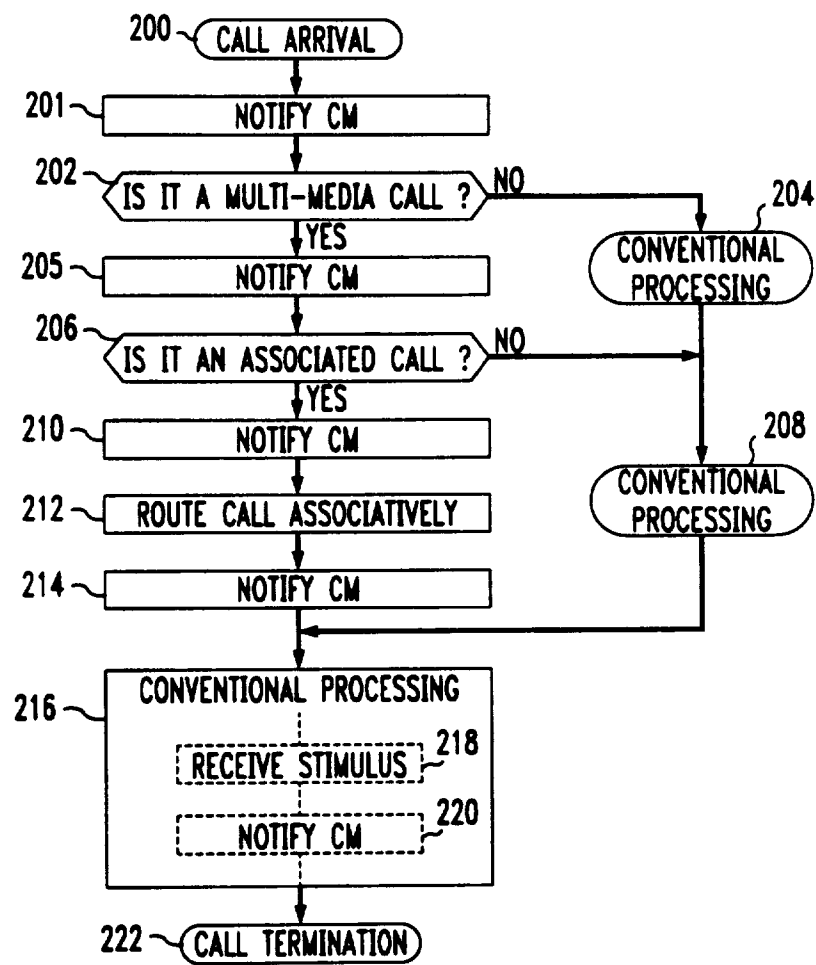 200
CALL ARRIVAL
201
NOTIFY CM
202
IS IT A MULTI-MEDIA CALL ?
NO
YES
204
CONVENTIONAL
PROCESSING
205
NOTIFY CM
206
IS IT AN ASSOCIATED CALL ?
NO
YES
210
NOTIFY CM
208
CONVENTIONAL
PROCESSING
212
ROUTE CALL ASSOCIATIVELY
214
NOTIFY CM
216
CONVENTIONAL PROCESSING
RECEIVE STIMULUS
218
NOTIFY CM
220
222
CALL TERMINATION